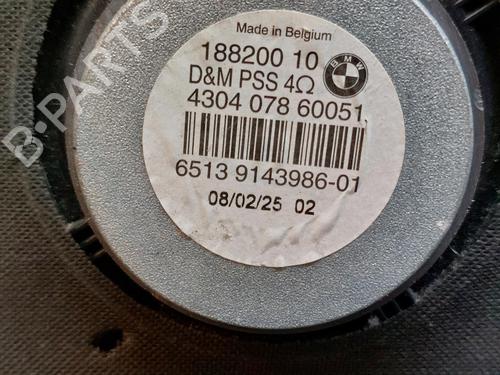 Made in Belgium
188200 10
BMW
D&M PSS 4Ω
4304 078 60051
6513 9143986-01
08/02/25 02
B-PARTS